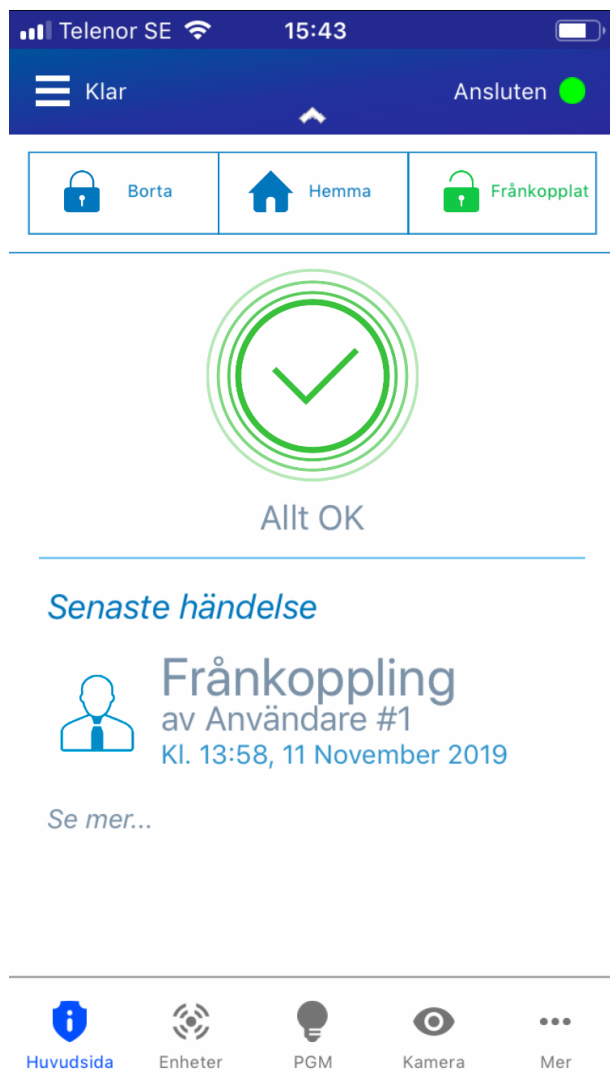 Telenor SE 15:43
Klar Ansluten
Borta Hemma Frånkopplat
Allt OK
Senaste händelse
Frånkoppling
av Användare #1
Kl. 13:58, 11 November 2019
Se mer...
Huvudsida Enheter PGM Kamera Mer